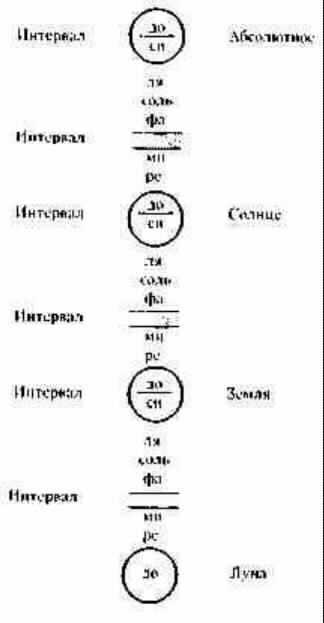 Интервал до Абсолютное
си
ля
соль
фа
Интервал
ми
ре
Интервал до Солнце
си
ля
соль
фа
Интервал
ми
ре
Интервал до Земля
си
ля
соль
фа
Интервал
ми
ре
до Луна